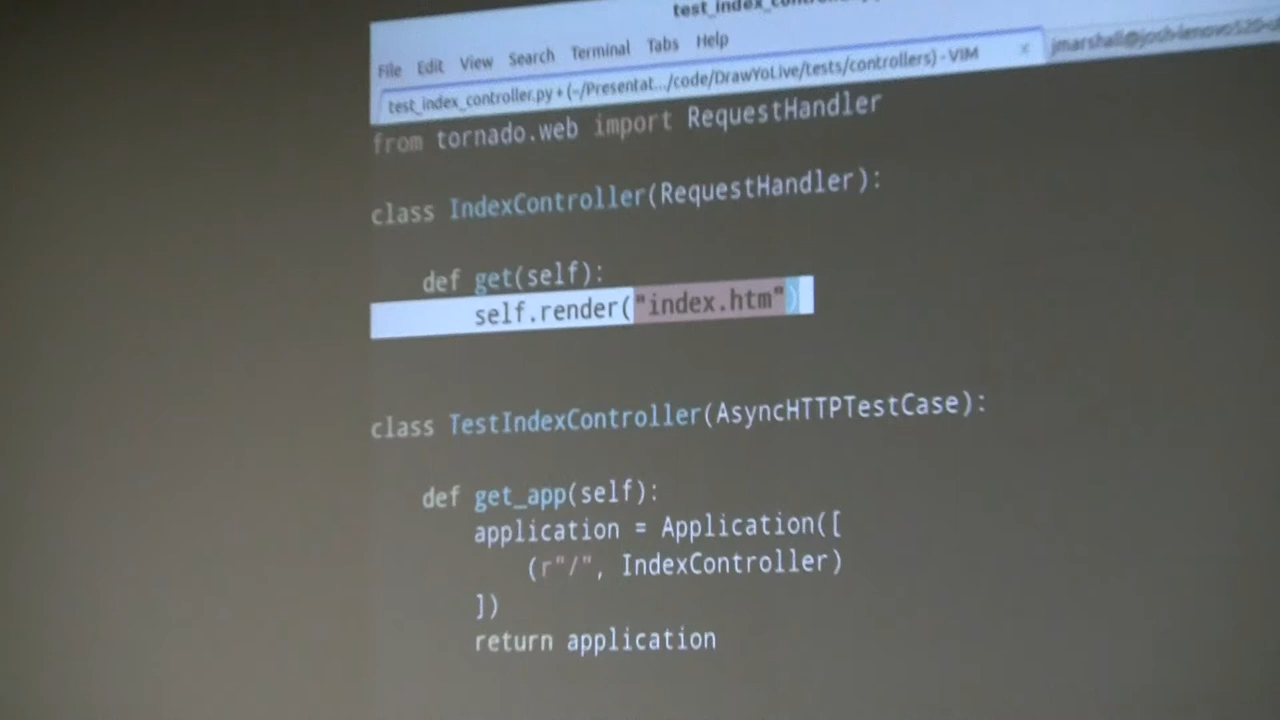 File Edit View Search Terminal Tabs Help
test_index_controller.py + (~/Presentat.../code/DrawYoLive/tests/controllers) - VIM
from tornado.web import RequestHandler
class IndexController(RequestHandler):
def get(self):
self.render("index.htm")
class TestIndexController(AsyncHTTPTestCase):
def get_app(self):
application = Application([
(r"/", IndexController)
])
return application